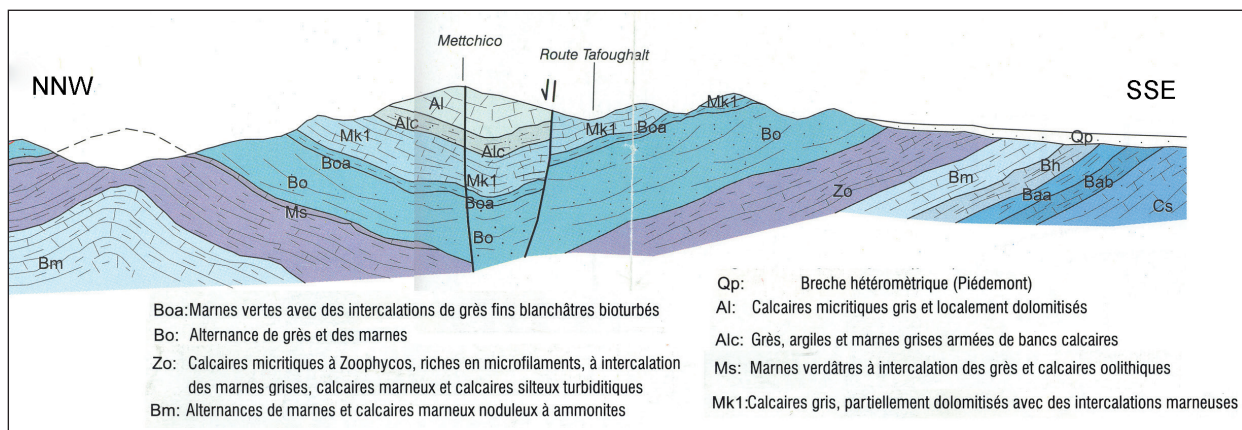 Mettchico
Route Tafoughalt
NNW
SSE
Al
Mk1
Mk1
Alc
Mk1
Boa
Bo
Qp
Boa
Alc
Bh
Bo
Mk1
Bm
Zo
Baa
Bab
Ms
Boa
Cs
Bo
Bm
Boa:Marnes vertes avec des intercalations de grès fins blanchâtres bioturbés
Bo: Alternance de grès et des marnes
Zo: Calcaires micritiques à Zoophycos, riches en microfilaments, à intercalation
des marnes grises, calcaires marneux et calcaires silteux turbiditiques
Bm: Alternances de marnes et calcaires marneux noduleux à ammonites
Qp: Breche hétéromètrique (Piédemont)
Al: Calcaires micritiques gris et localement dolomitisés
Alc: Grès, argiles et marnes grises armées de bancs calcaires
Ms: Marnes verdâtres à intercalation des grès et calcaires oolithiques
Mk1:Calcaires gris, partiellement dolomitisés avec des intercalations marneuses